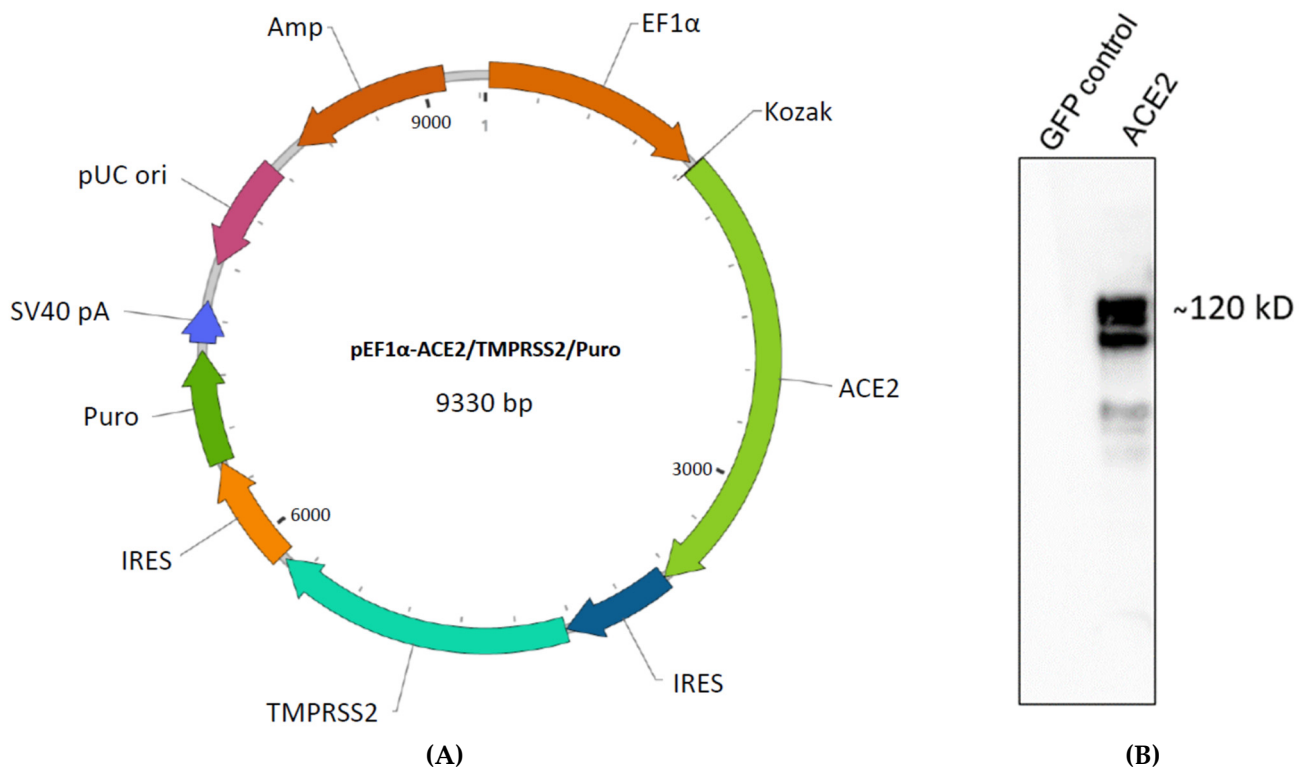 Amp
EF1α
Kozak
9000
1
pUC ori
SV40 pA
pEF1α-ACE2/TMPRSS2/Puro
9330 bp
ACE2
Puro
3000
6000
IRES
IRES
TMPRSS2
(A)
GFP control
ACE2
~120 kD
(B)